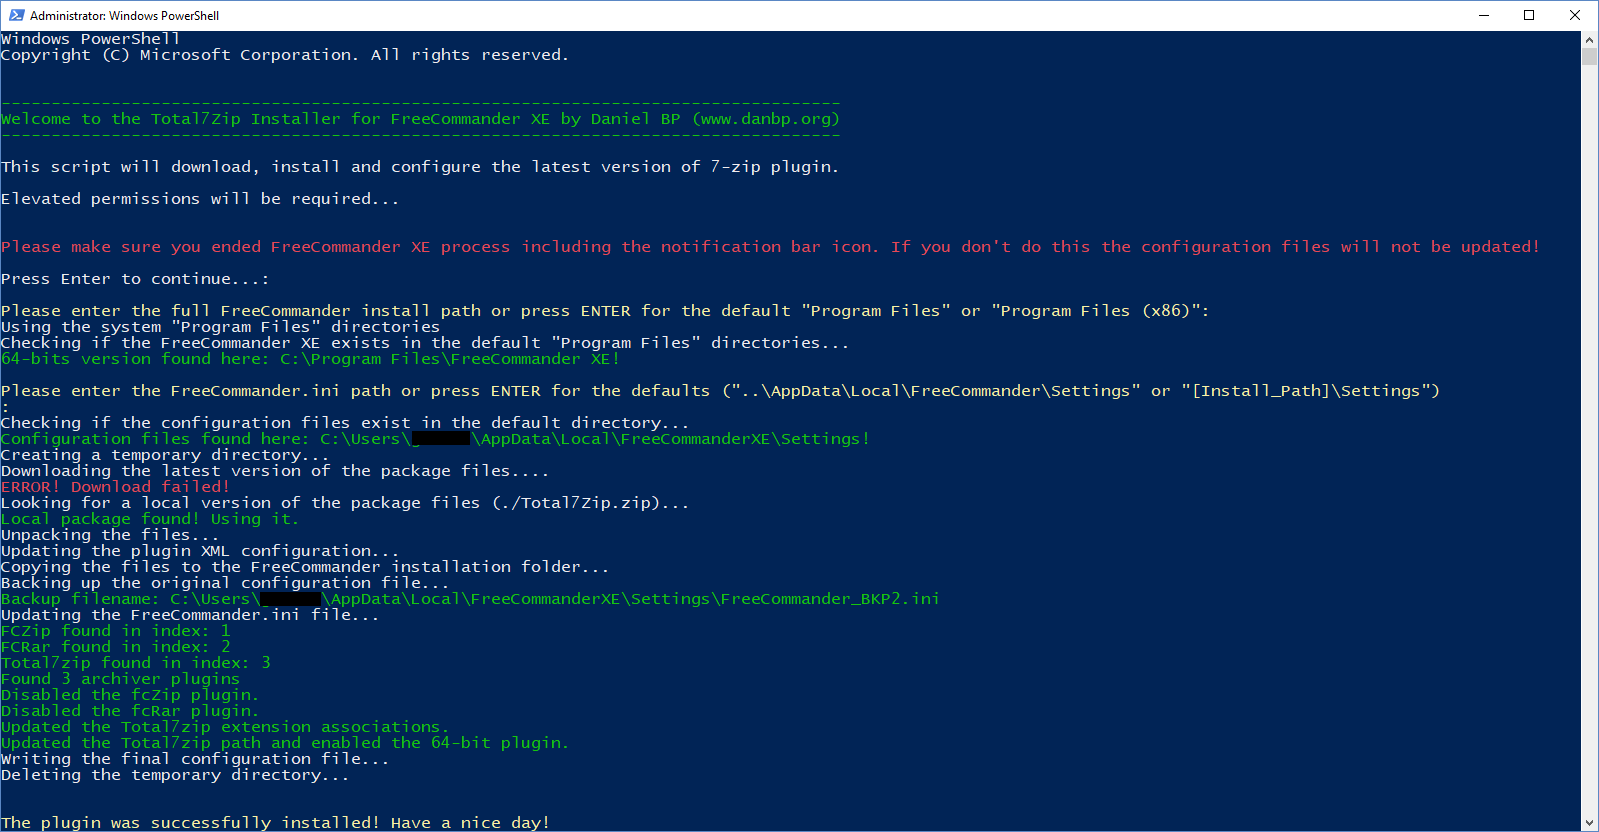 Administrator: Windows PowerShell
Windows PowerShell
Copyright (C) Microsoft Corporation. All rights reserved.
------------------------------------------------------------------------------------
Welcome to the Total7Zip Installer for FreeCommander XE by Daniel BP (www.danbp.org)
------------------------------------------------------------------------------------
This script will download, install and configure the latest version of 7-zip plugin.
Elevated permissions will be required...
Please make sure you ended FreeCommander XE process including the notification bar icon. If you don't do this the configuration files will not be updated!
Press Enter to continue...:
Please enter the full FreeCommander install path or press ENTER for the default "Program Files" or "Program Files (x86)":
Using the system "Program Files" directories
Checking if the FreeCommander XE exists in the default "Program Files" directories...
64-bits version found here: C:\Program Files\FreeCommander XE!
Please enter the FreeCommander.ini path or press ENTER for the defaults ("..\AppData\Local\FreeCommander\Settings" or "[Install_Path]\Settings")
:
Checking if the configuration files exist in the default directory...
Configuration files found here: C:\Users\ \AppData\Local\FreeCommanderXE\Settings!
Creating a temporary directory...
Downloading the latest version of the package files....
ERROR! Download failed!
Looking for a local version of the package files (./Total7Zip.zip)...
Local package found! Using it.
Unpacking the files...
Updating the plugin XML configuration...
Copying the files to the FreeCommander installation folder...
Backing up the original configuration file...
Backup filename: C:\Users\ \AppData\Local\FreeCommanderXE\Settings\FreeCommander_BKP2.ini
Updating the FreeCommander.ini file...
FCZip found in index: 1
FCRar found in index: 2
Total7zip found in index: 3
Found 3 archiver plugins
Disabled the fcZip plugin.
Disabled the fcRar plugin.
Updated the Total7zip extension associations.
Updated the Total7zip path and enabled the 64-bit plugin.
Writing the final configuration file...
Deleting the temporary directory...
The plugin was successfully installed! Have a nice day!